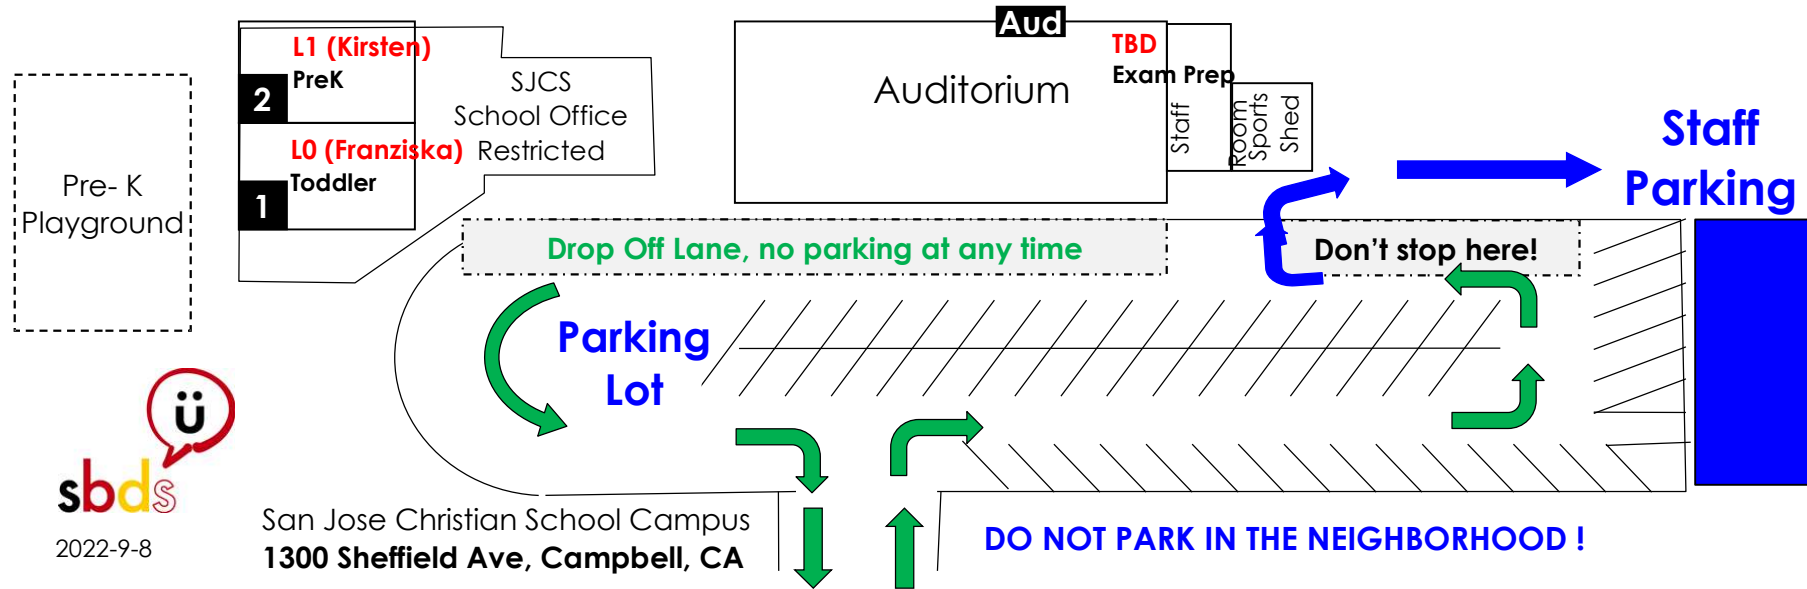 L1 (Kirsten)
PreK
2
L0 (Franziska)
Toddler
1
Pre- K
Playground
SJCS
School Office
Restricted
Aud
Auditorium
TBD
Exam Prep
Staff
Room
Sports
Shed
Staff
Parking
Drop Off Lane, no parking at any time
Don't stop here!
Parking
Lot
ü
sbds
2022-9-8
San Jose Christian School Campus
1300 Sheffield Ave, Campbell, CA
DO NOT PARK IN THE NEIGHBORHOOD !